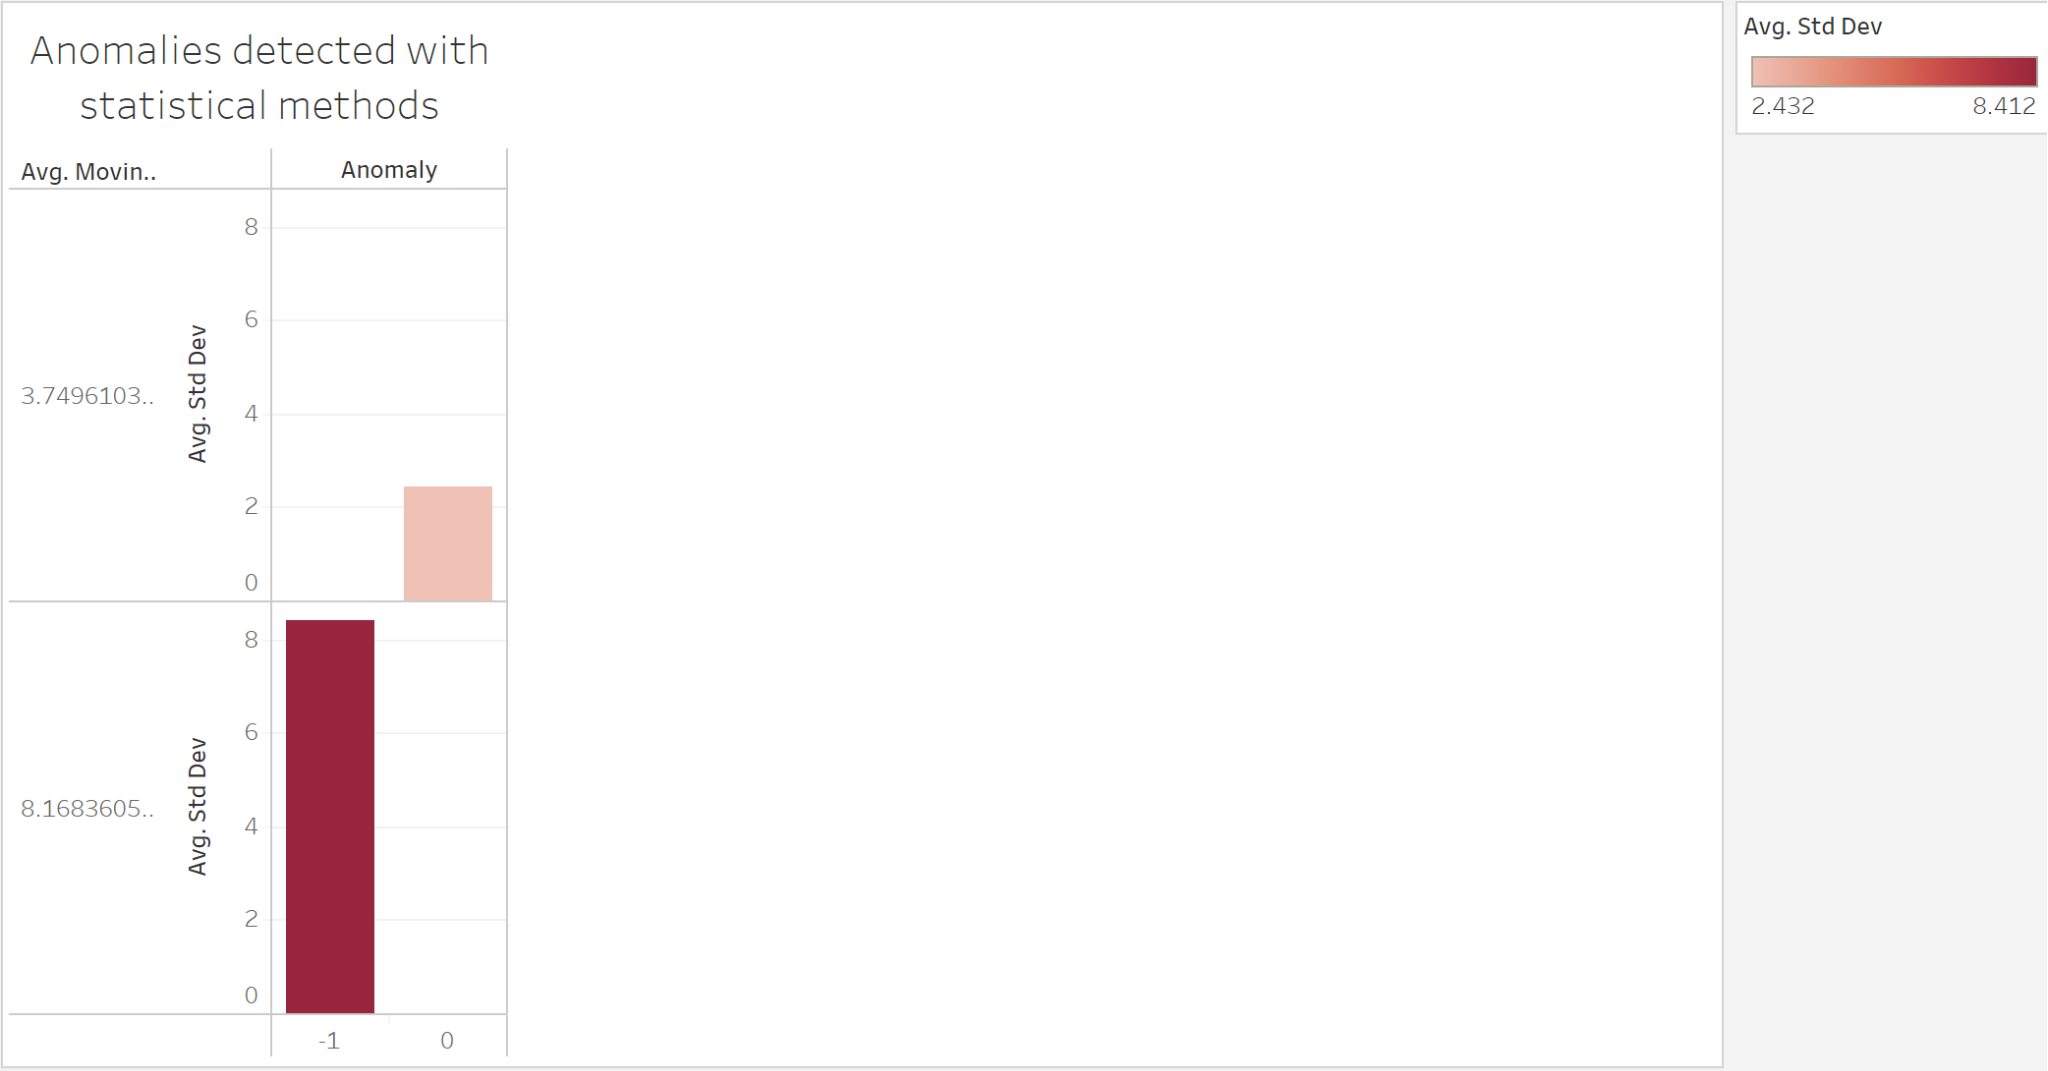 Anomalies detected with
statistical methods
Avg. Movin..
Anomaly
3.7496103..
Avg. Std Dev
8
6
4
2
0
8.1683605..
Avg. Std Dev
8
6
4
2
0
-1
0
Avg. Std Dev
2.432
8.412